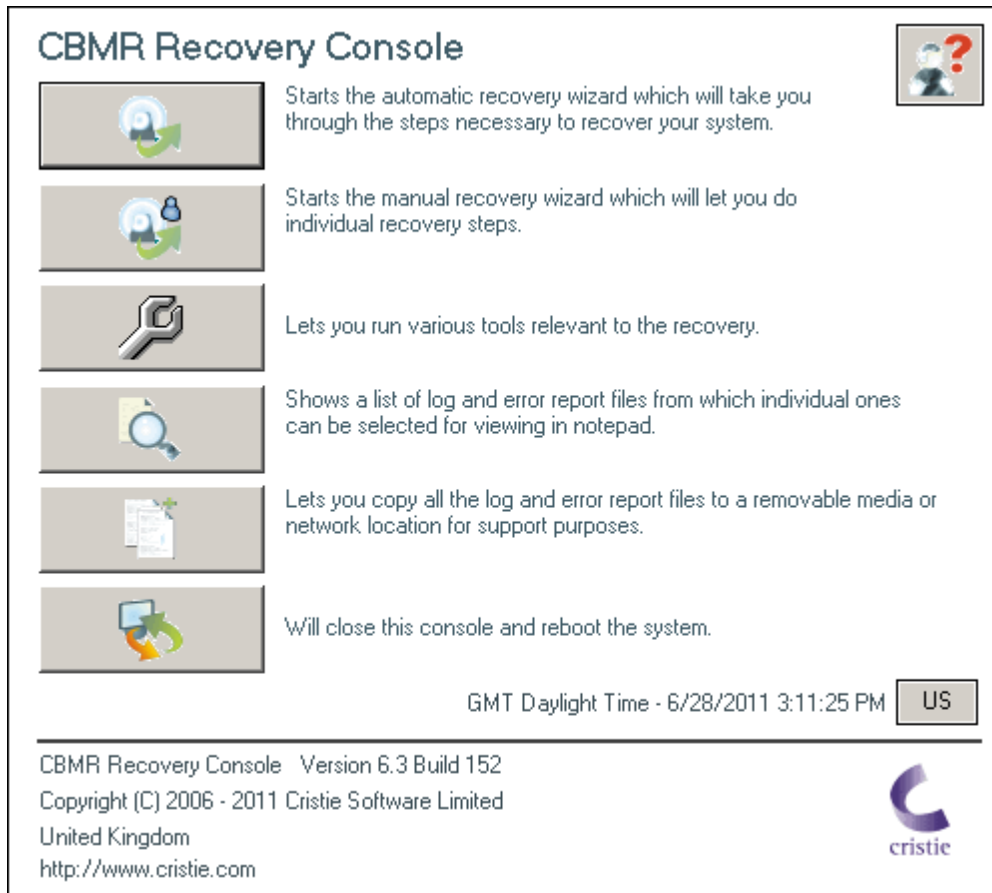 CBMR Recovery Console
?
Starts the automatic recovery wizard which will take you
through the steps necessary to recover your system.
Starts the manual recovery wizard which will let you do
individual recovery steps.
Lets you run various tools relevant to the recovery.
Shows a list of log and error report files from which individual ones
can be selected for viewing in notepad.
Lets you copy all the log and error report files to a removable media or
network location for support purposes.
Will close this console and reboot the system.
GMT Daylight Time - 6/28/2011 3:11:25 PM US
CBMR Recovery Console Version 6.3 Build 152
Copyright (C) 2006 - 2011 Cristie Software Limited
United Kingdom
http://www.cristie.com
cristie